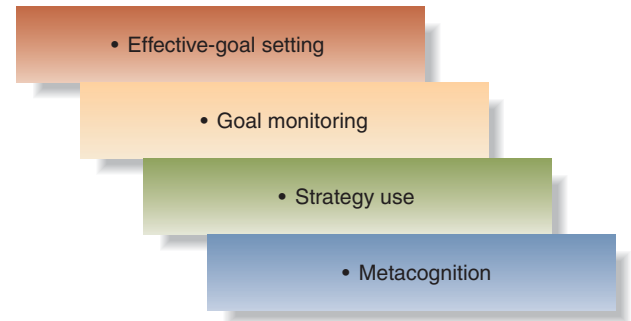 • Effective-goal setting
• Goal monitoring
• Strategy use
• Metacognition